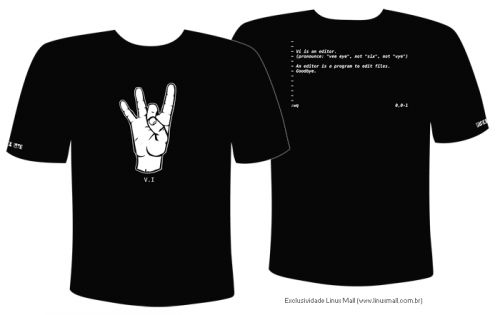 V.I
~
~
~ Vi is an editor.
~ (pronounce: "vee eye", not "six", not "vye")
~
~ An editor is a program to edit files.
~ Goodbye.
~
~
~
~
~
:wq 0,0-1
Exclusividade Linux Mall (www.linuxmall.com.br)